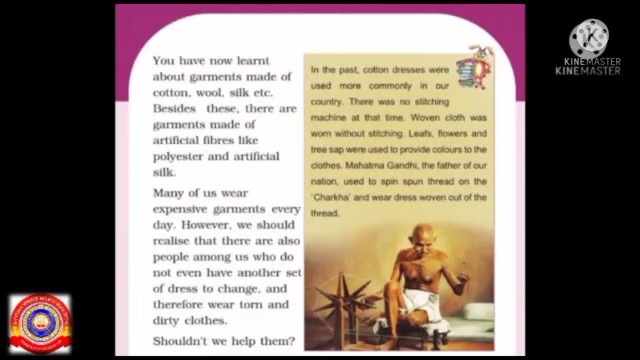 You have now learnt
about garments made of
cotton, wool, silk etc.
Besides these, there are
garments made of
artificial fibres like
polyester and artificial
silk.
Many of us wear
expensive garments every
day. However, we should
realise that there are also
people among us who do
not even have another set
of dress to change, and
therefore wear torn and
dirty clothes.
Shouldn't we help them?
In the past, cotton dresses were
used more commonly in our
country. There was no stitching
machine at that time. Woven cloth was
worn without stitching. Leafs, flowers and
tree sap were used to provide colours to the
clothes. Mahatma Gandhi, the father of our
nation, used to spin spun thread on the
'Charkha' and wear dress woven out of the
thread.
K
KINEMASTER
KINEMASTER